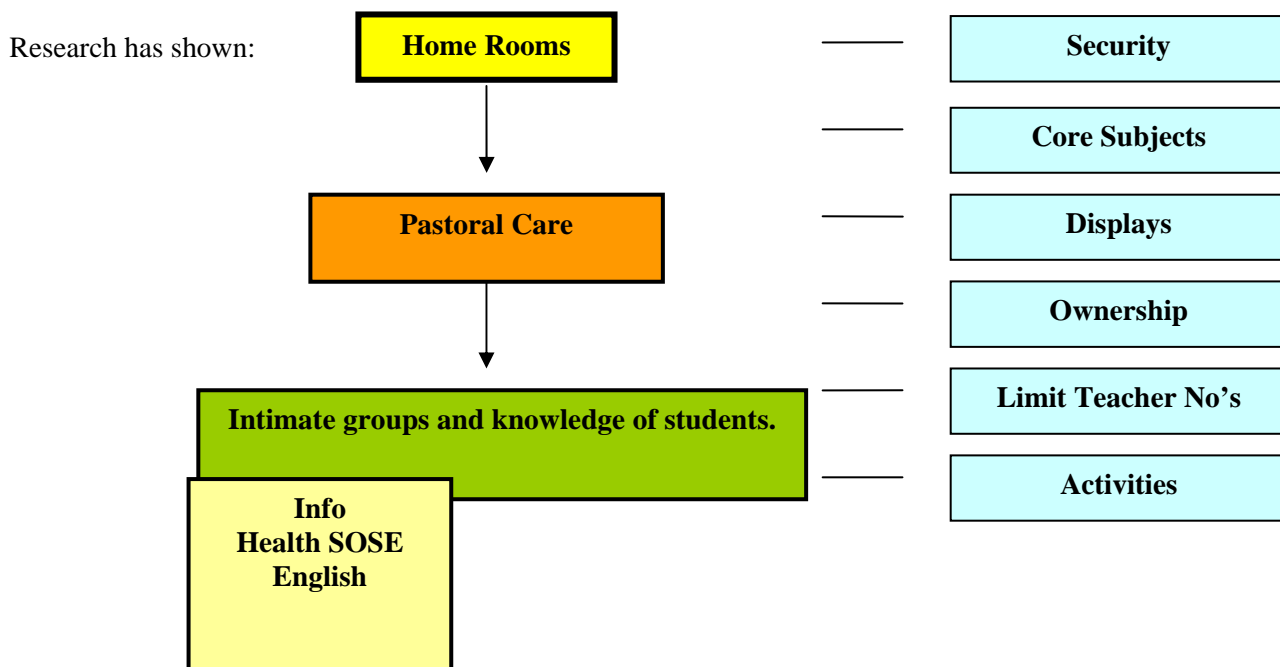 Research has shown:
Home Rooms
Pastoral Care
Intimate groups and knowledge of students.
Info
Health SOSE
English
Security
Core Subjects
Displays
Ownership
Limit Teacher No’s
Activities